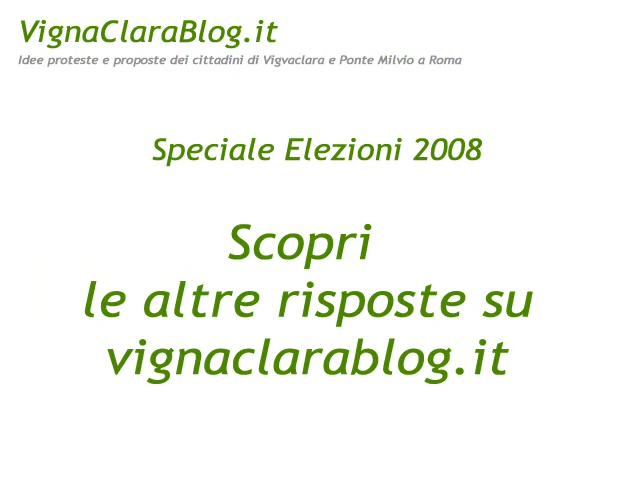 VignaClaraBlog.it
Idee proteste e proposte dei cittadini di Vigvaclara e Ponte Milvio a Roma
Speciale Elezioni 2008
Scopri
le altre risposte su
vignaclarablog.it